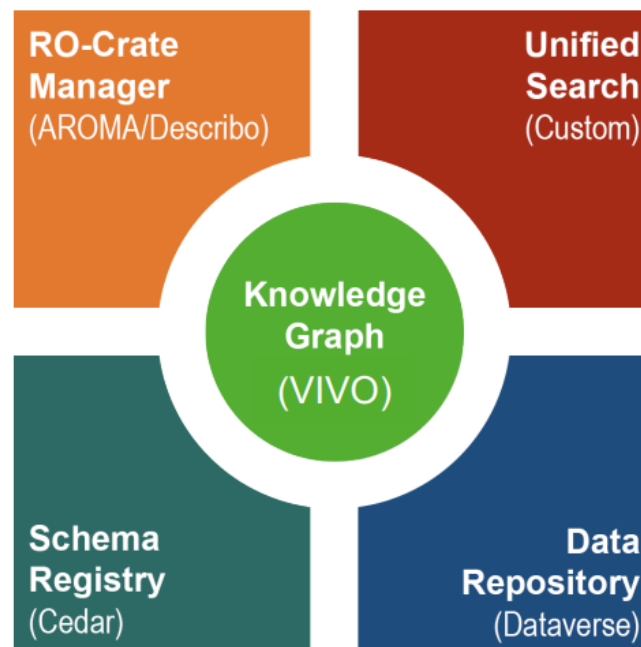 RO-Crate
Manager
(AROMA/Describo)
Unified
Search
(Custom)
Knowledge
Graph
(VIVO)
Schema
Registry
(Cedar)
Data
Repository
(Dataverse)